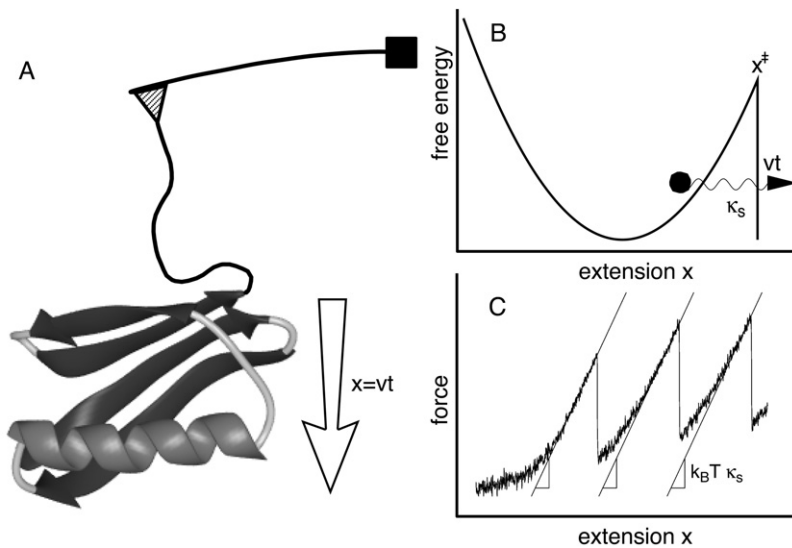 A
x=vt
B
free energy
x‡
vt
κs
extension x
C
force
kBT κs
extension x